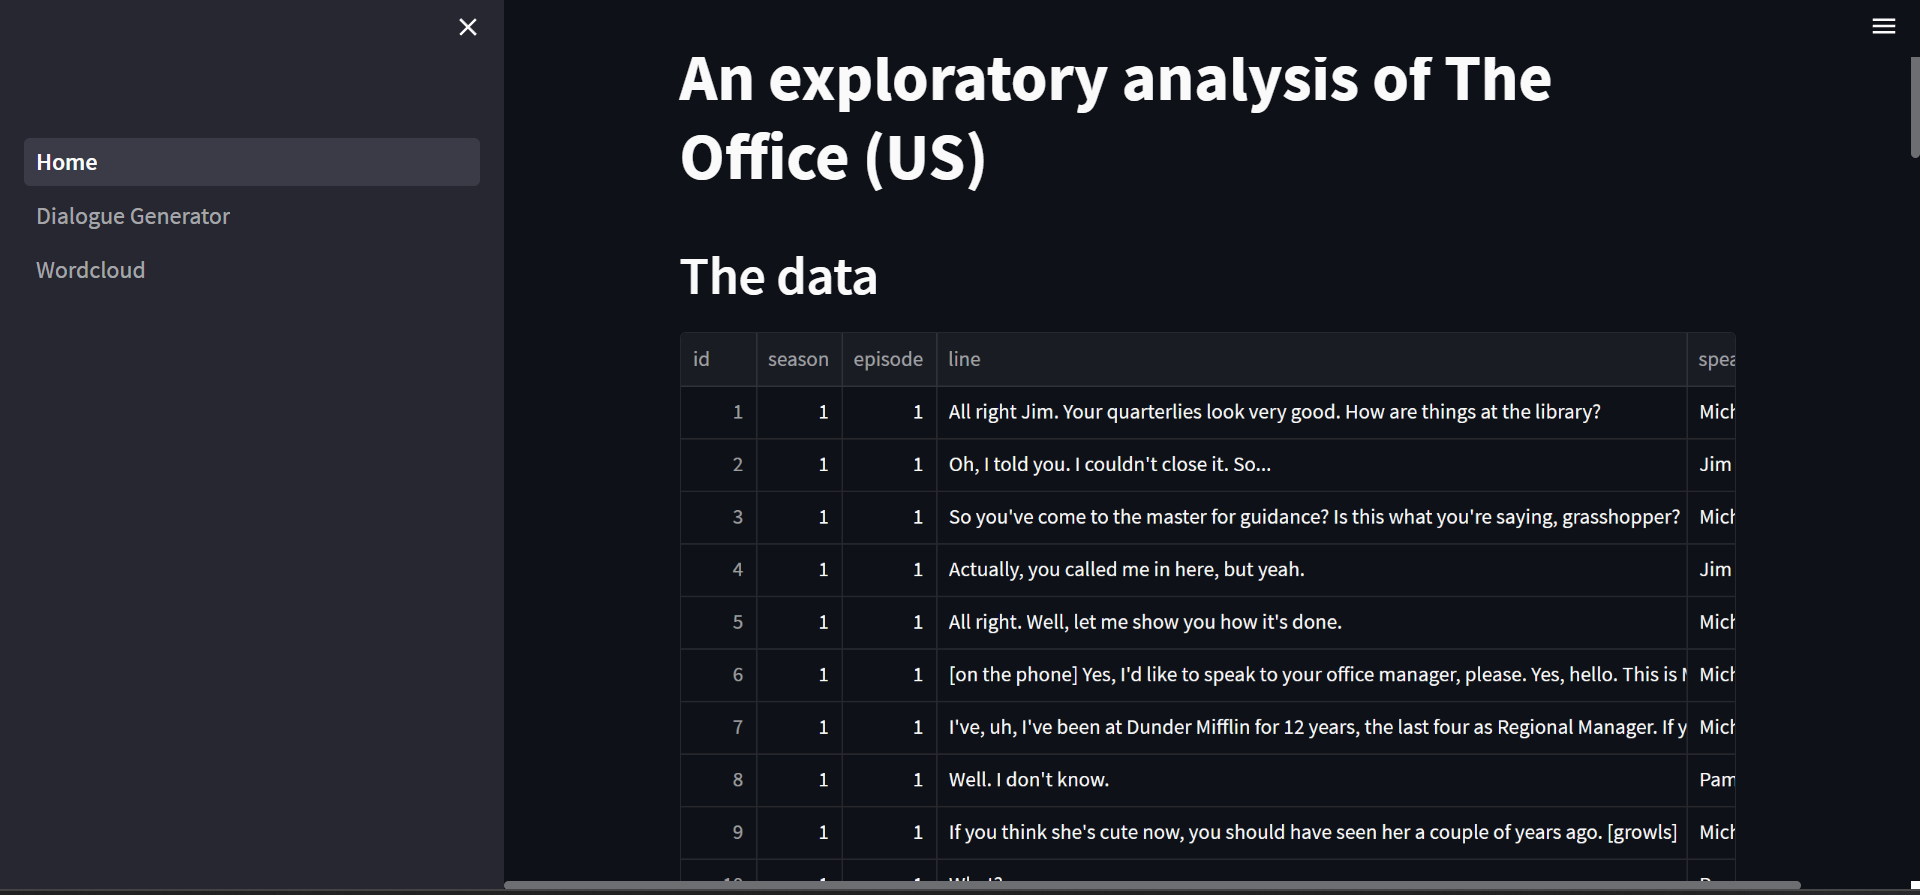 An exploratory analysis of The
Office (US)
Home
Dialogue Generator
Wordcloud
The data
id season episode line spea
1 1 1 All right Jim. Your quarterlies look very good. How are things at the library? Mich
2 1 1 Oh, I told you. I couldn't close it. So... Jim
3 1 1 So you've come to the master for guidance? Is this what you're saying, grasshopper? Mich
4 1 1 Actually, you called me in here, but yeah. Jim
5 1 1 All right. Well, let me show you how it's done. Mich
6 1 1 [on the phone] Yes, I'd like to speak to your office manager, please. Yes, hello. This is Mich
7 1 1 I've, uh, I've been at Dunder Mifflin for 12 years, the last four as Regional Manager. If y Mich
8 1 1 Well. I don't know. Pam
9 1 1 If you think she's cute now, you should have seen her a couple of years ago. [growls] Mich